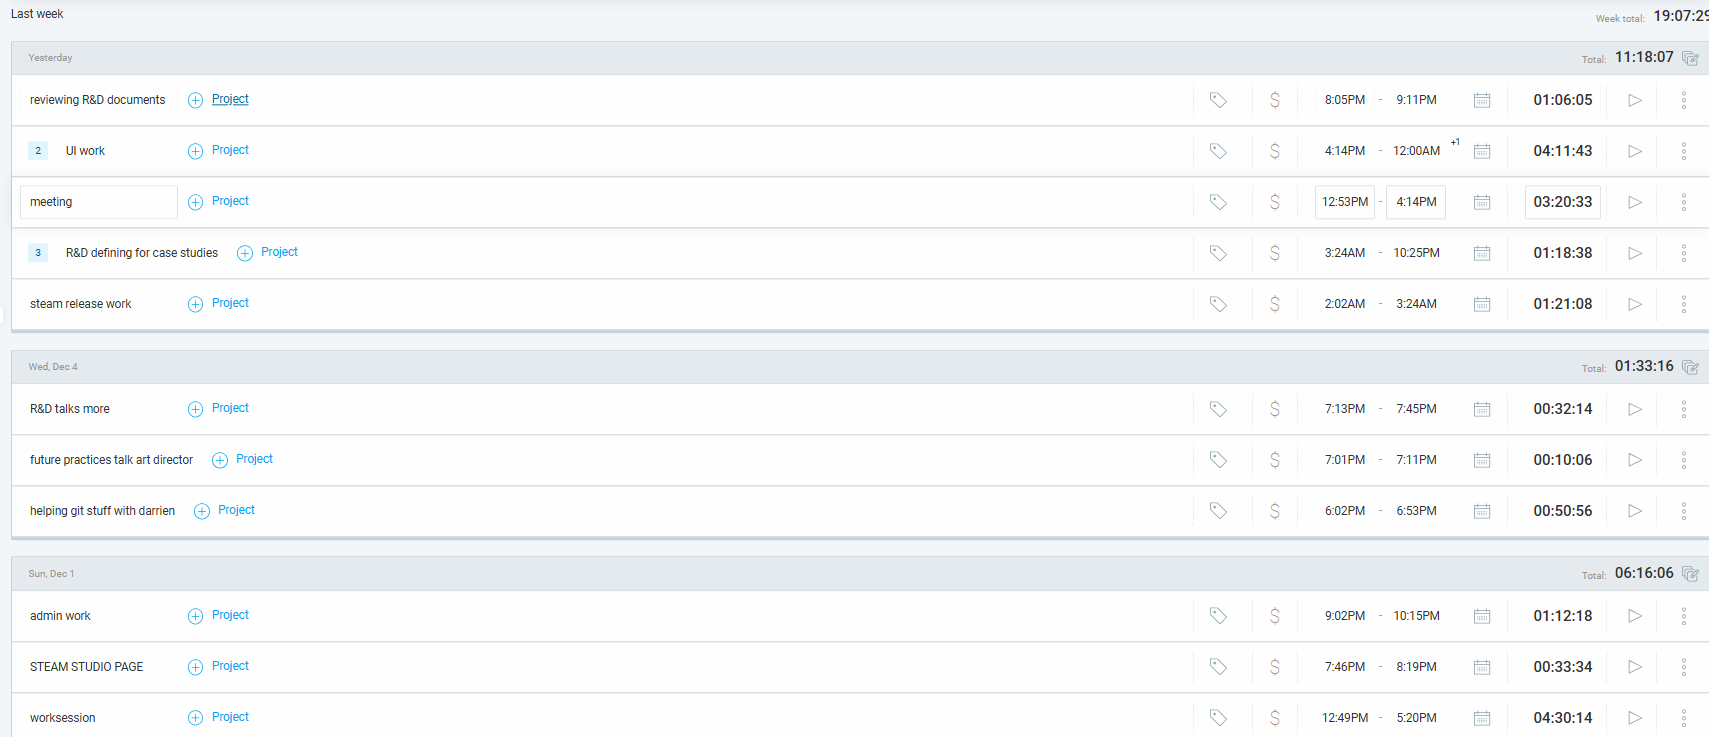 Last week Week total: 19:07:29
Yesterday Total: 11:18:07
reviewing R&D documents Project $ 8:05PM - 9:11PM 01:06:05
2 UI work Project $ 4:14PM - 12:00AM +1 04:11:43
meeting Project $ 12:53PM - 4:14PM 03:20:33
3 R&D defining for case studies Project $ 3:24AM - 10:25PM 01:18:38
steam release work Project $ 2:02AM - 3:24AM 01:21:08
Wed, Dec 4 Total: 01:33:16
R&D talks more Project $ 7:13PM - 7:45PM 00:32:14
future practices talk art director Project $ 7:01PM - 7:11PM 00:10:06
helping git stuff with darrien Project $ 6:02PM - 6:53PM 00:50:56
Sun, Dec 1 Total: 06:16:06
admin work Project $ 9:02PM - 10:15PM 01:12:18
STEAM STUDIO PAGE Project $ 7:46PM - 8:19PM 00:33:34
worksession Project $ 12:49PM - 5:20PM 04:30:14